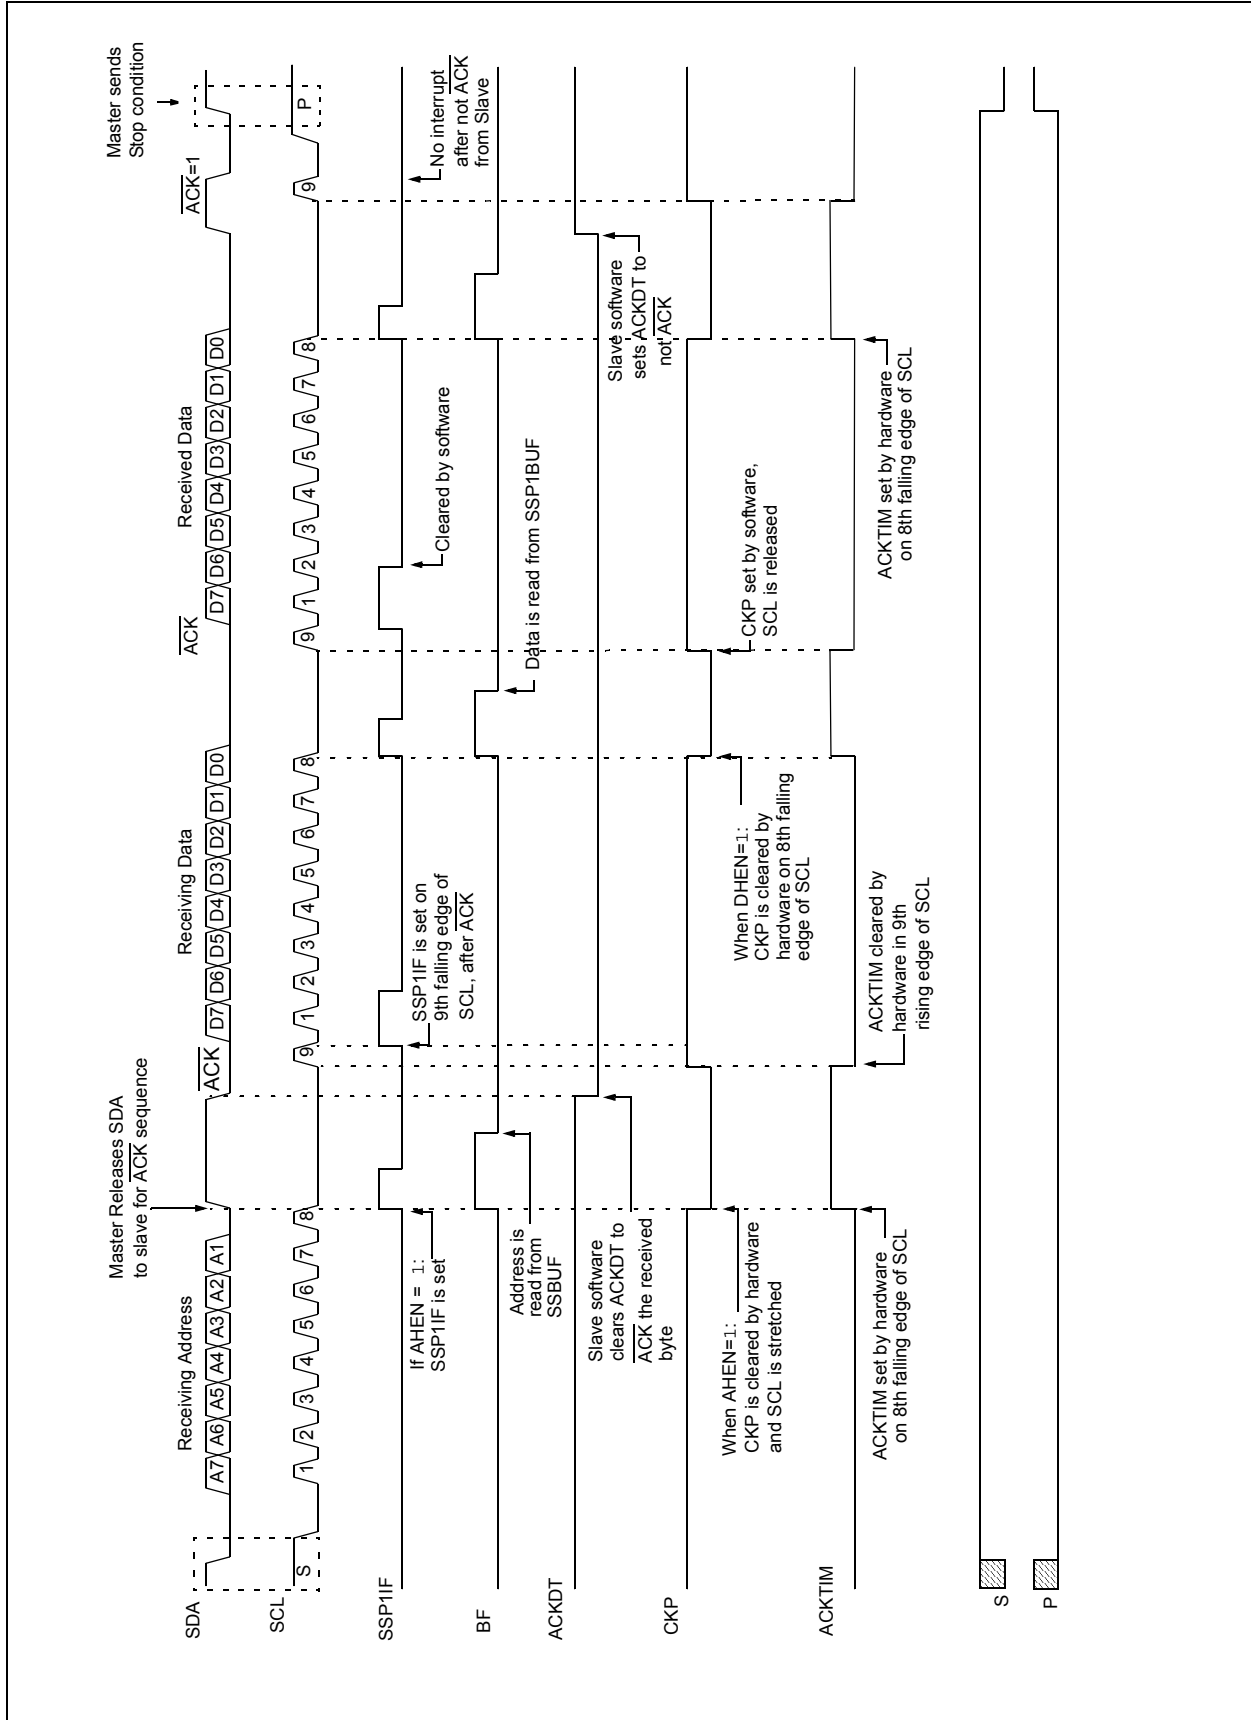 Master Releases SDA
to slave for ACK sequence
Master sends
Stop condition
Receiving Address
Receiving Data
Received Data
ACK
ACK
ACK=1
SDA
A7 A6 A5 A4 A3 A2 A1
D7 D6 D5 D4 D3 D2 D1 D0
D7 D6 D5 D4 D3 D2 D1 D0
SCL
S 1 2 3 4 5 6 7 8 9 1 2 3 4 5 6 7 8 9 1 2 3 4 5 6 7 8 9 P
SSP1IF
If AHEN = 1:
SSP1IF is set
SSP1IF is set on
9th falling edge of
SCL, after ACK
Cleared by software
No interrupt
after not ACK
from Slave
BF
Address is
read from
SSBUF
Data is read from SSP1BUF
ACKDT
Slave software
clears ACKDT to
ACK the received
byte
Slave software
sets ACKDT to
not ACK
CKP
When AHEN=1:
CKP is cleared by hardware
and SCL is stretched
When DHEN=1:
CKP is cleared by
hardware on 8th falling
edge of SCL
CKP set by software,
SCL is released
ACKTIM
ACKTIM set by hardware
on 8th falling edge of SCL
ACKTIM cleared by
hardware in 9th
rising edge of SCL
ACKTIM set by hardware
on 8th falling edge of SCL
S
P